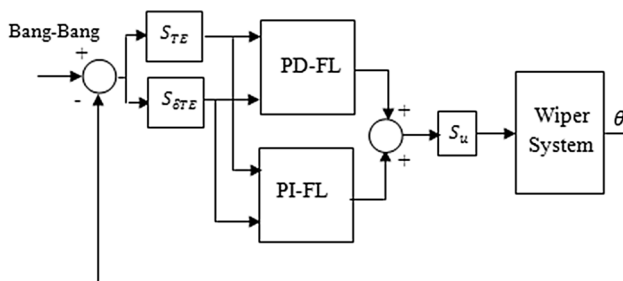 Bang-Bang
+
-
S_TE
S_δTE
PD-FL
PI-FL
+
+
S_u
Wiper
System
θ